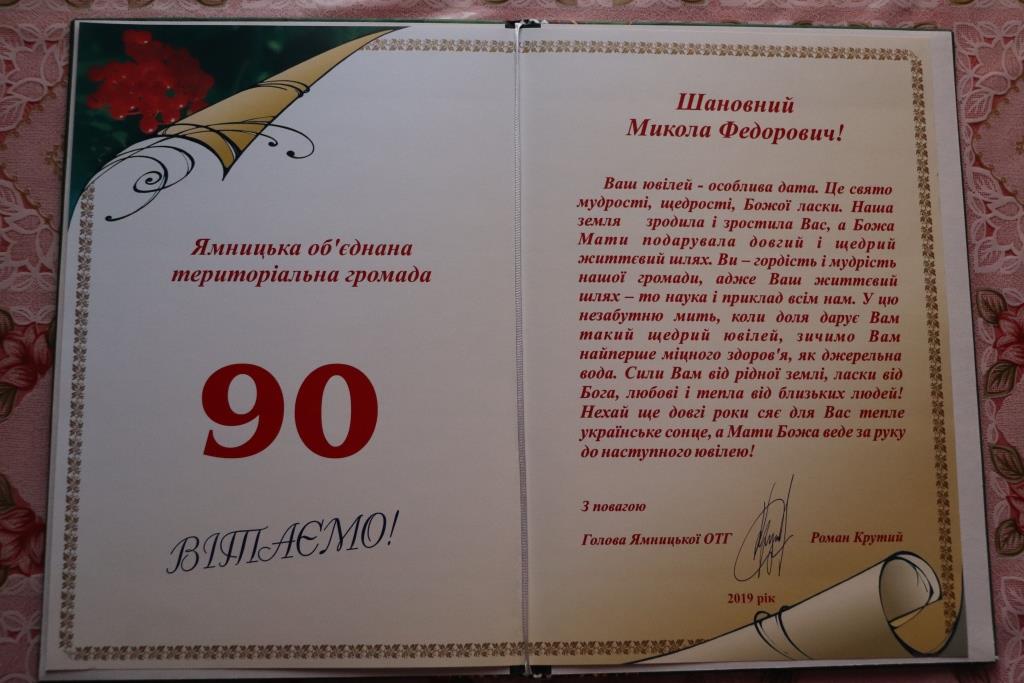 Ямницька об'єднана
територіальна громада
90
ВІТАЄМО!
Шановний
Микола Федорович!
Ваш ювілей - особлива дата. Це свято
мудрості, щедрості, Божої ласки. Наша
земля зродила і зростила Вас, а Божа
Мати подарувала довгий і щедрий
життєвий шлях. Ви – гордість і мудрість
нашої громади, адже Ваш життєвий
шлях – то наука і приклад всім нам. У цю
незабутню мить, коли доля дарує Вам
такий щедрий ювілей, зичимо Вам
найперше міцного здоров'я, як джерельна
вода. Сили Вам від рідної землі, ласки від
Бога, любові і тепла від близьких людей!
Нехай ще довгі роки сяє для Вас тепле
українське сонце, а Мати Божа веде за руку
до наступного ювілею!
З повагою
Голова Ямницької ОТГ Роман Крутий
2019 рік